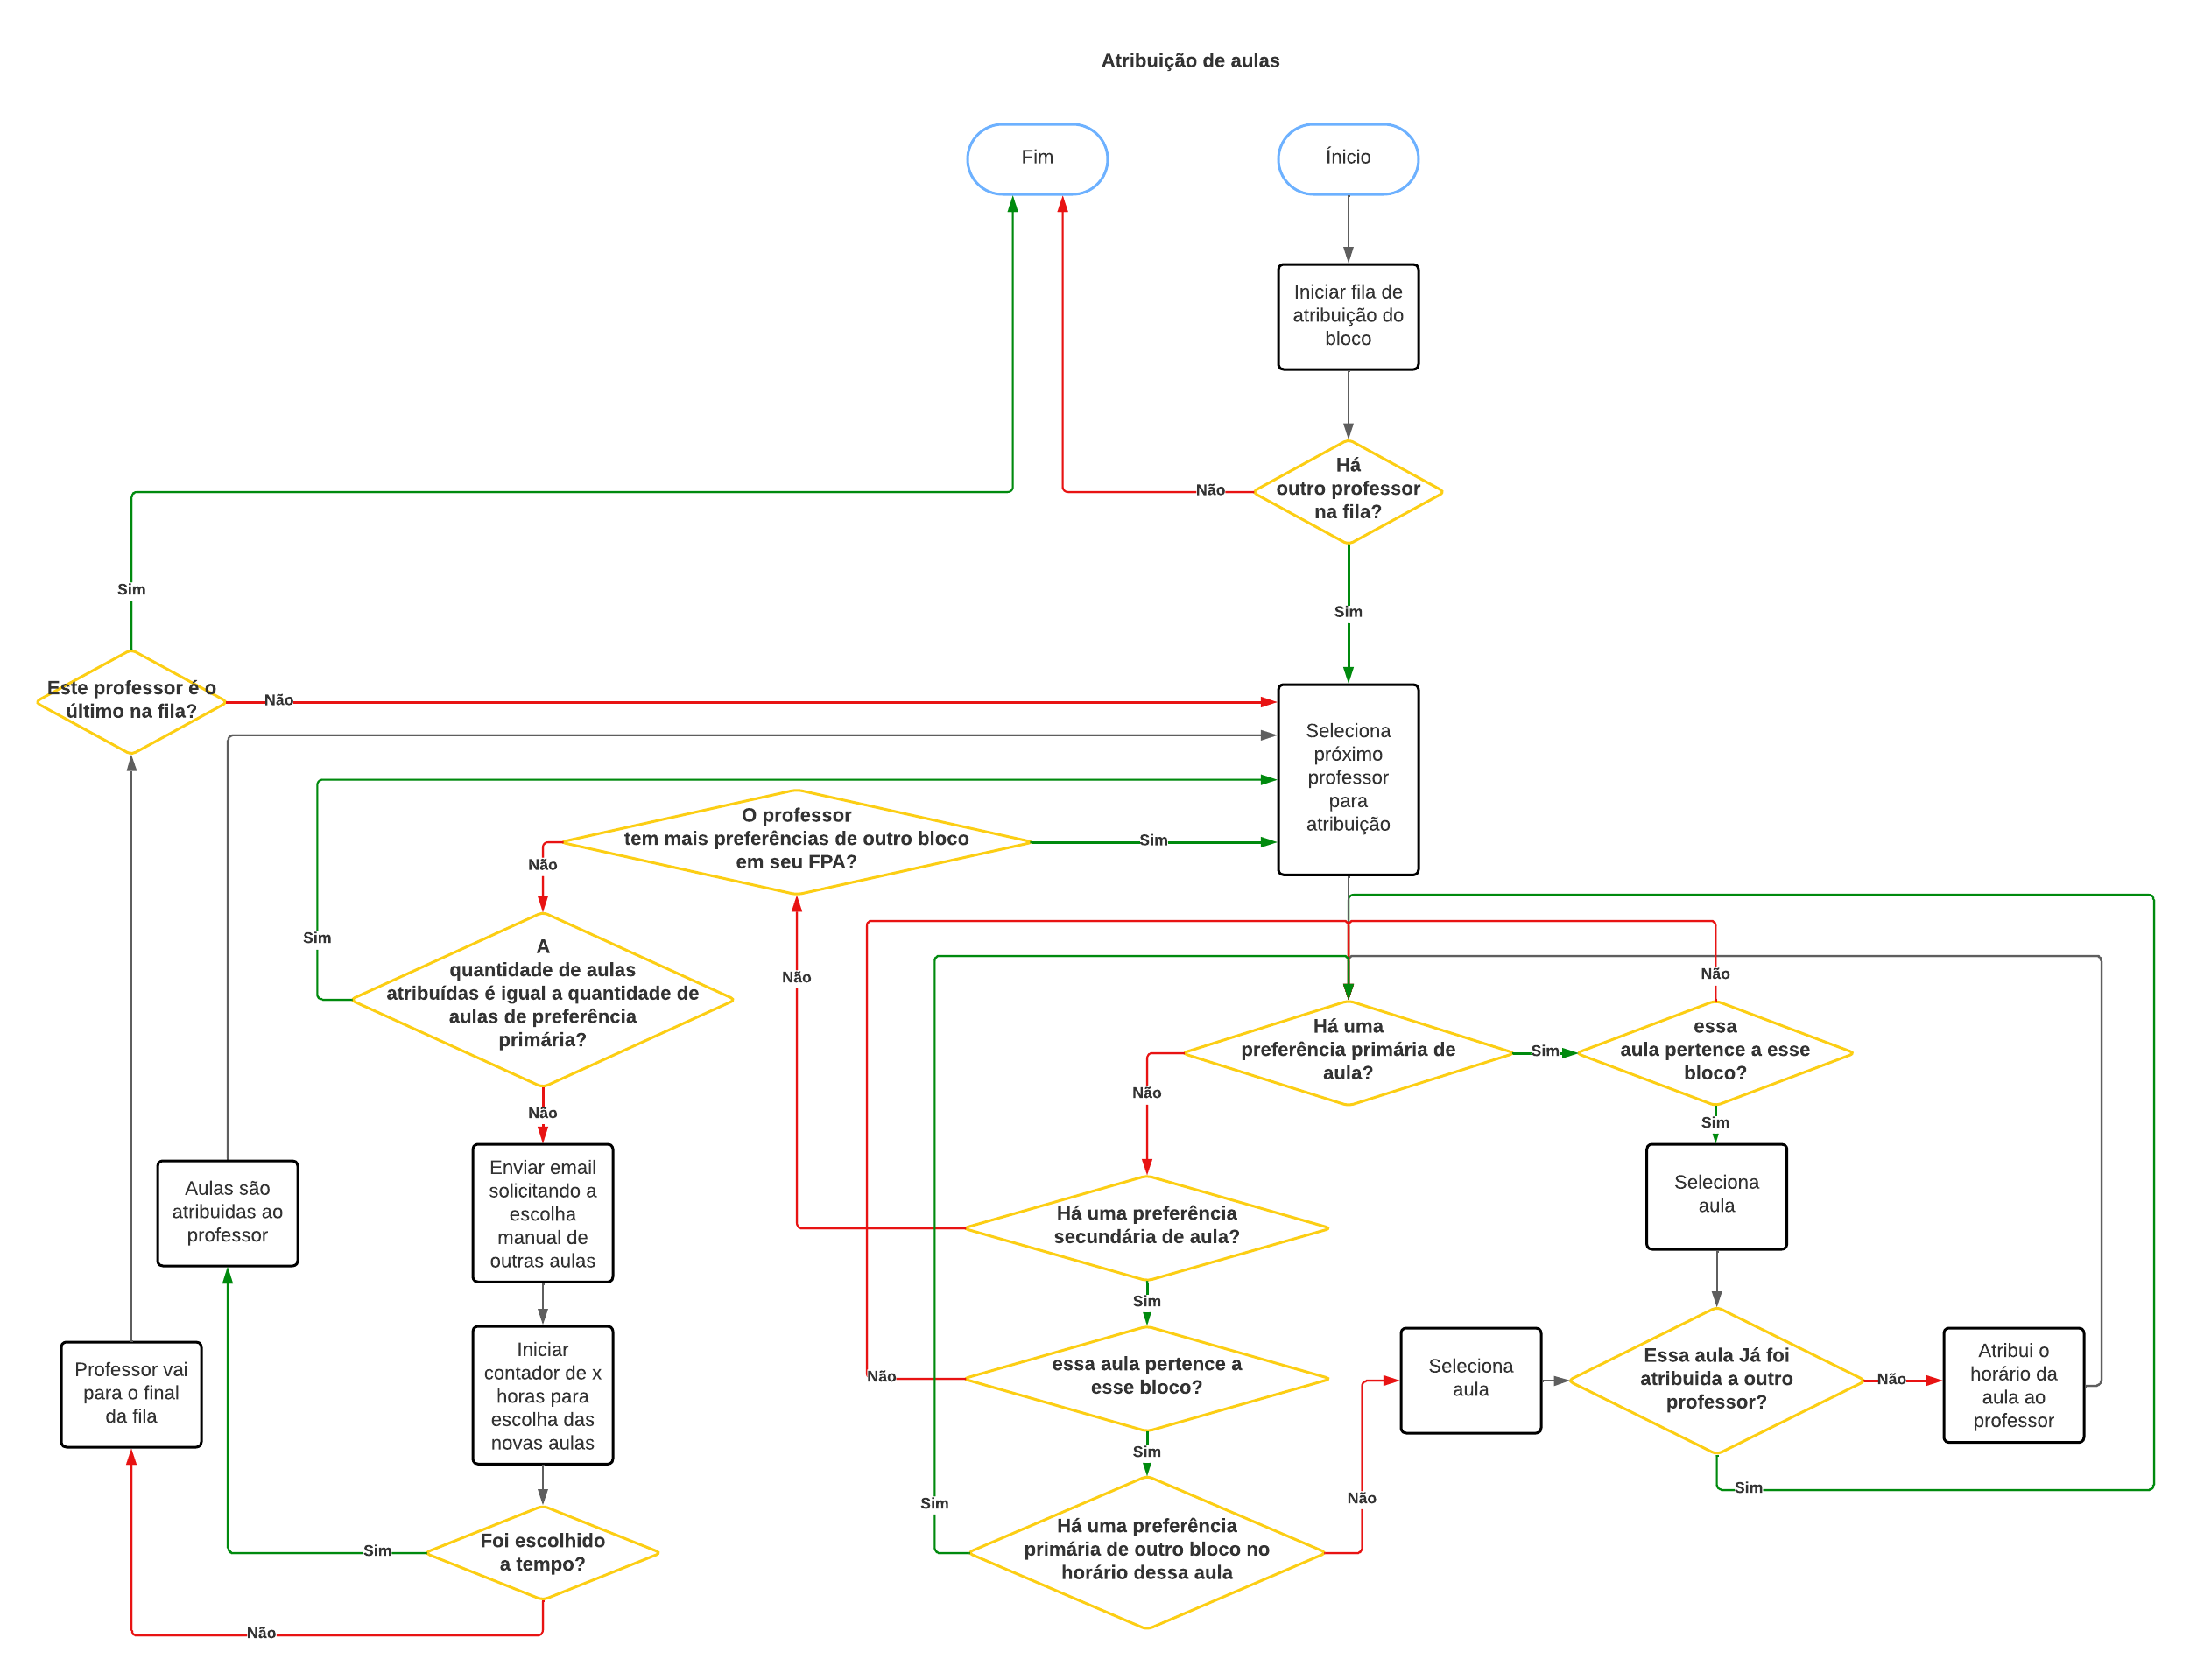 Atribuição de aulas
Fim
Ínicio
Iniciar fila de
atribuição do
bloco
Há
outro professor
na fila?
Não
Sim
Sim
Este professor é o
último na fila?
Não
Seleciona
próximo
professor
para
atribuição
O professor
tem mais preferências de outro bloco
em seu FPA?
Sim
Não
Sim
A
quantidade de aulas
atribuídas é igual a quantidade de
aulas de preferência
primária?
Não
Não
Há uma
preferência primária de
aula?
Sim
essa
aula pertence a esse
bloco?
Não
Não
Sim
Enviar email
solicitando a
escolha
manual de
outras aulas
Aulas são
atribuidas ao
professor
Seleciona
aula
Há uma preferência
secundária de aula?
Sim
Iniciar
contador de x
horas para
escolha das
novas aulas
Professor vai
para o final
da fila
essa aula pertence a
esse bloco?
Não
Seleciona
aula
Essa aula Já foi
atribuida a outro
professor?
Não
Atribui o
horário da
aula ao
professor
Sim
Sim
Sim
Não
Foi escolhido
a tempo?
Sim
Há uma preferência
primária de outro bloco no
horário dessa aula
Não